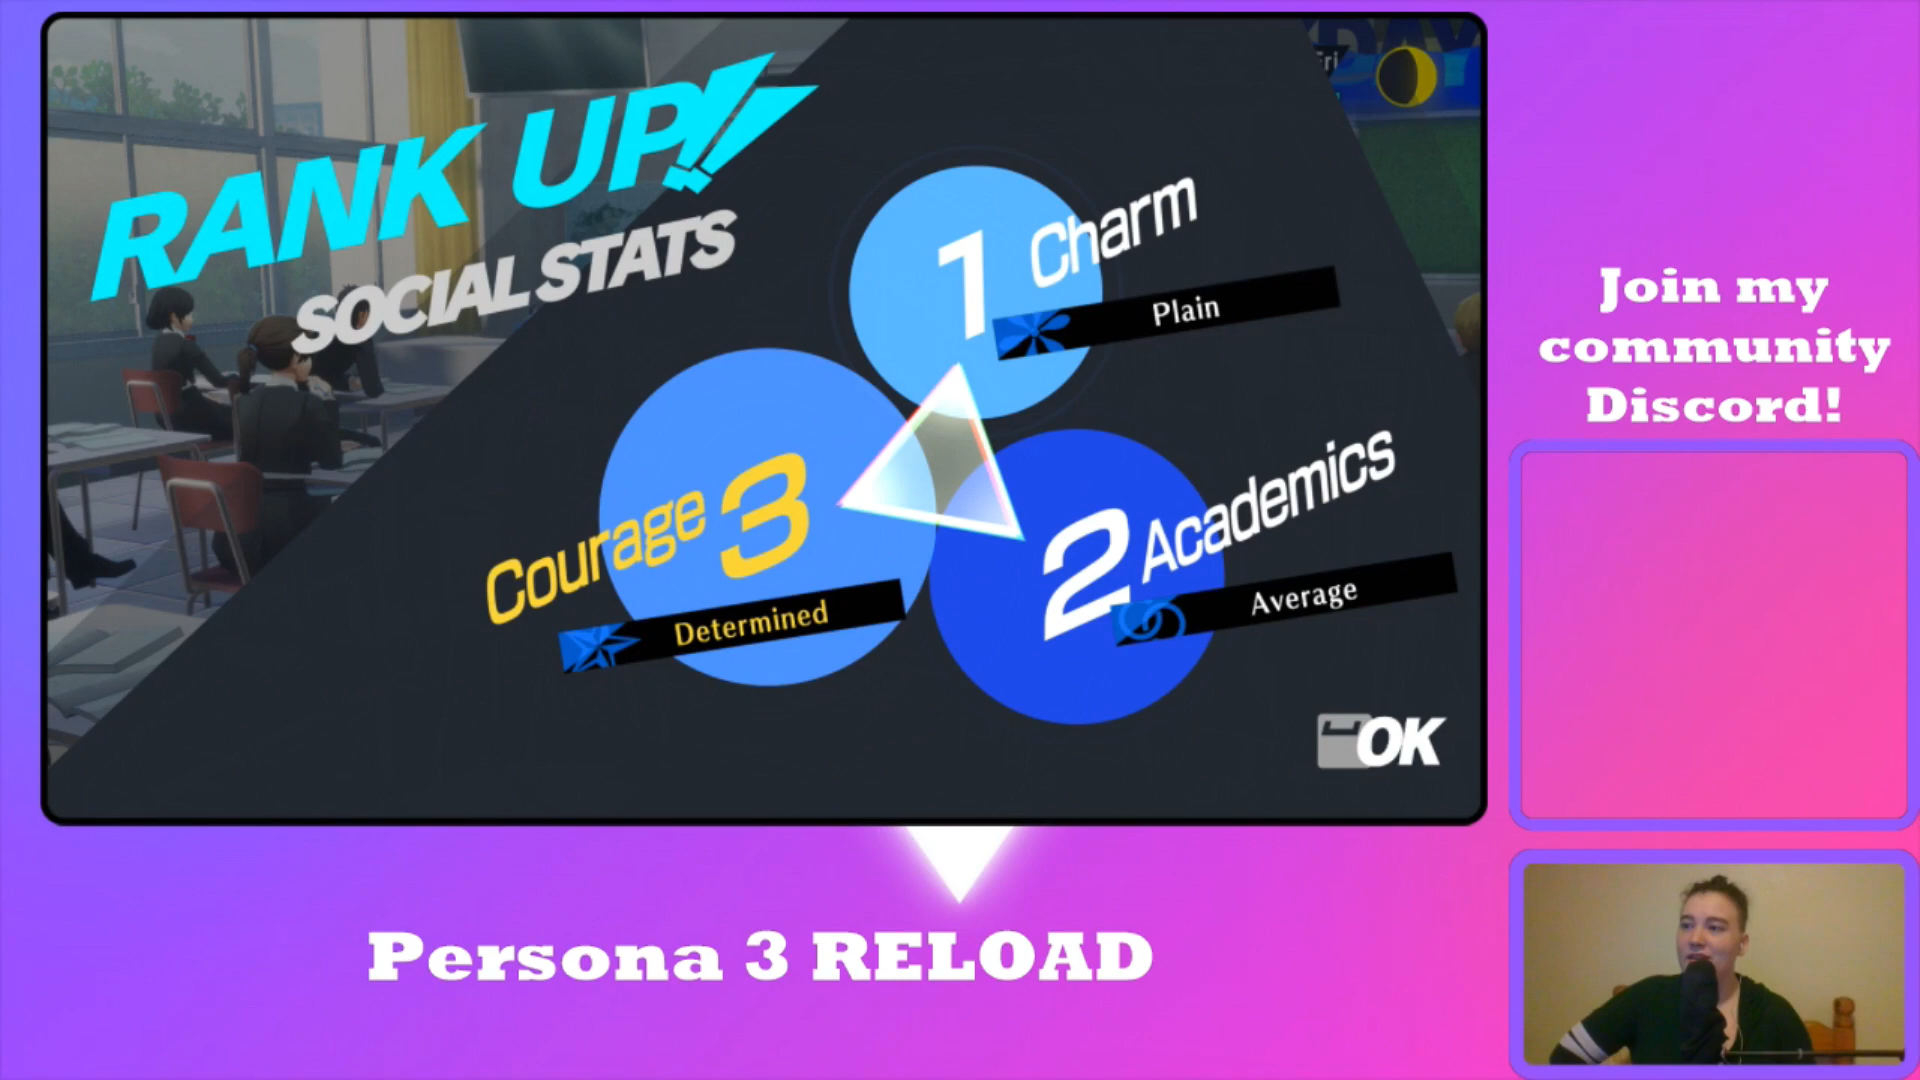 RANK UP!!
SOCIAL STATS
Fri
1 Charm
Plain
Courage 3
Determined
2 Academics
Average
OK
Join my
community
Discord!
Persona 3 RELOAD